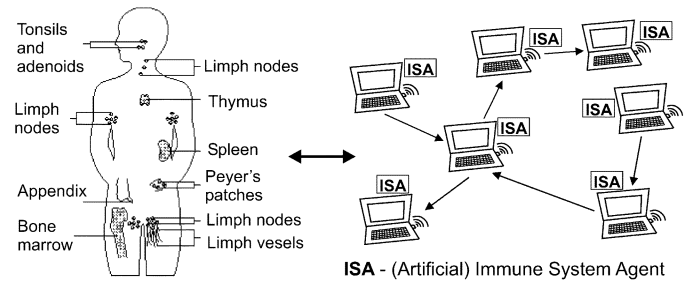 Tonsils
and
adenoids
Limph nodes
Thymus
Limph
nodes
Spleen
Appendix
Peyer's
patches
Bone
marrow
Limph nodes
Limph vesels
ISA
ISA
ISA
ISA
ISA
ISA
ISA
ISA - (Artificial) Immune System Agent